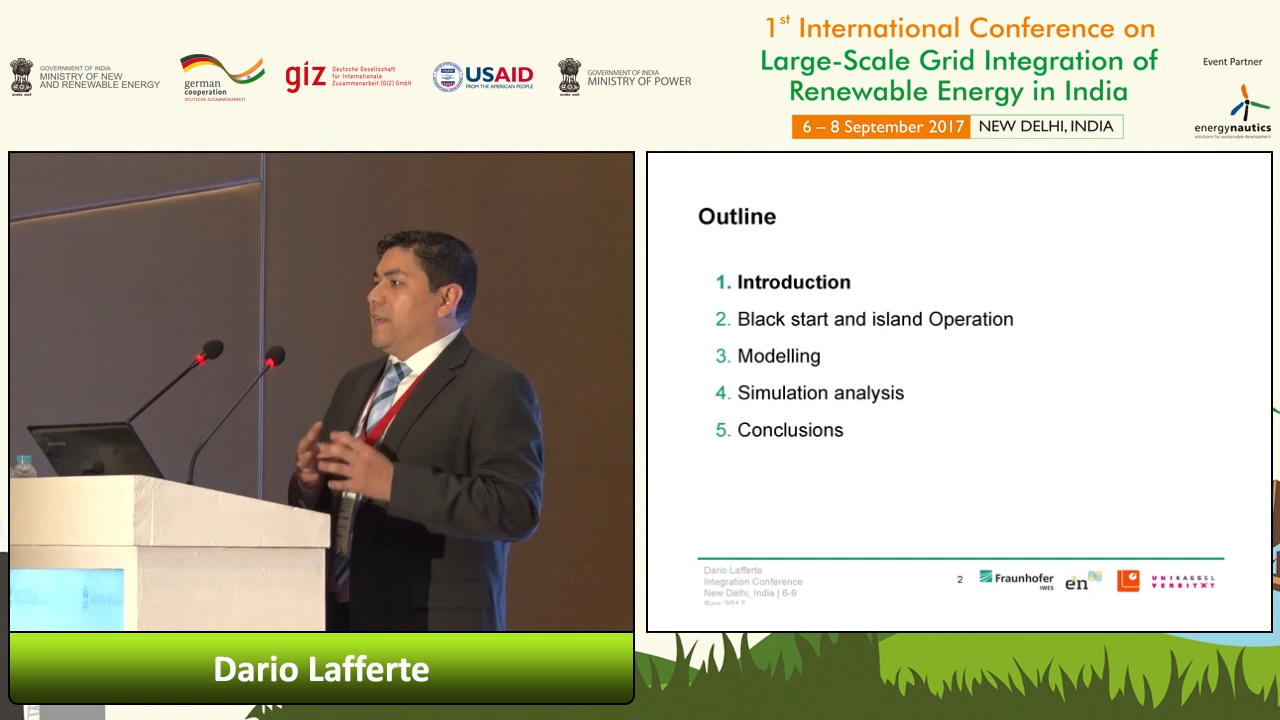 GOVERNMENT OF INDIA
MINISTRY OF NEW
AND RENEWABLE ENERGY
german
cooperation
DEUTSCHE ZUSAMMENARBEIT
giz
Deutsche Gesellschaft
für Internationale
Zusammenarbeit (GIZ) GmbH
USAID
FROM THE AMERICAN PEOPLE
GOVERNMENT OF INDIA
MINISTRY OF POWER
1st International Conference on
Large-Scale Grid Integration of
Renewable Energy in India
6 – 8 September 2017 NEW DELHI, INDIA
Event Partner
energynautics
solutions for sustainable development
Outline
1. Introduction
2. Black start and island Operation
3. Modelling
4. Simulation analysis
5. Conclusions
Dario Lafferte
Integration Conference
New Delhi, India | 6-9
Sep 2017
2
Fraunhofer
IWES
ein
UNIKASSEL
VERSITÄT
Dario Lafferte